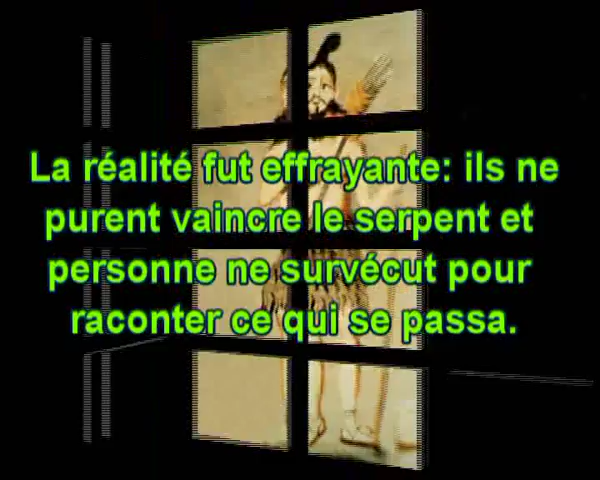 La réalité fut effrayante: ils ne
purent vaincre le serpent et
personne ne survécut pour
raconter ce qui se passa.